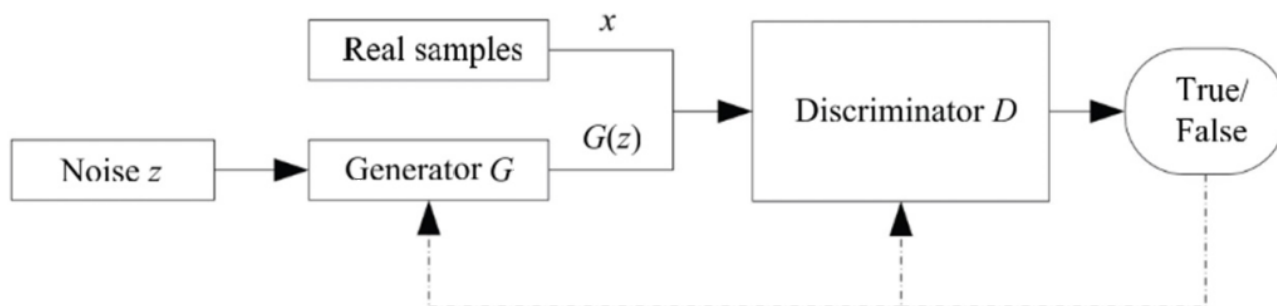 x
Real samples
Discriminator D
True/
False
G(z)
Noise z
Generator G